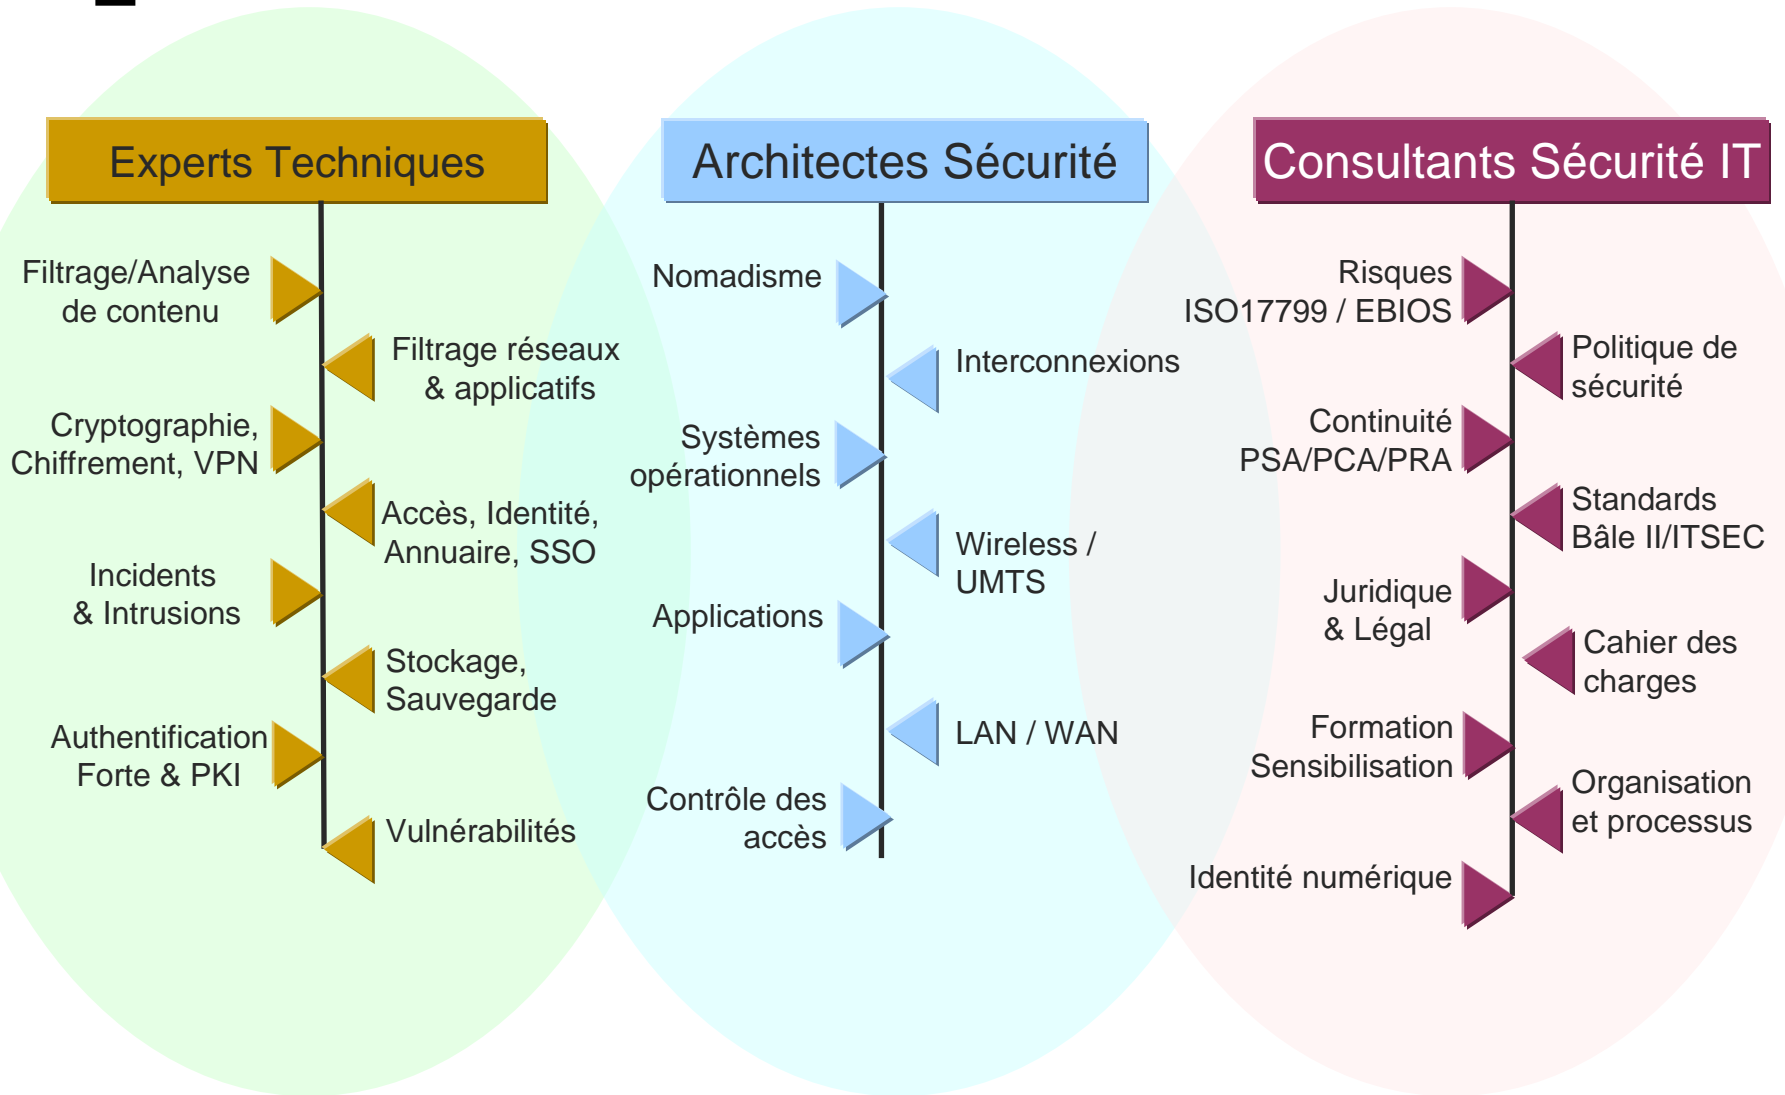 Experts Techniques
Filtrage/Analyse
de contenu
Filtrage réseaux
& applicatifs
Cryptographie,
Chiffrement, VPN
Accès, Identité,
Annuaire, SSO
Incidents
& Intrusions
Stockage,
Sauvegarde
Authentification
Forte & PKI
Vulnérabilités
Architectes Sécurité
Nomadisme
Interconnexions
Systèmes
opérationnels
Wireless /
UMTS
Applications
LAN / WAN
Contrôle des
accès
Consultants Sécurité IT
Risques
ISO17799 / EBIOS
Politique de
sécurité
Continuité
PSA/PCA/PRA
Standards
Bâle II/ITSEC
Juridique
& Légal
Cahier des
charges
Formation
Sensibilisation
Organisation
et processus
Identité numérique